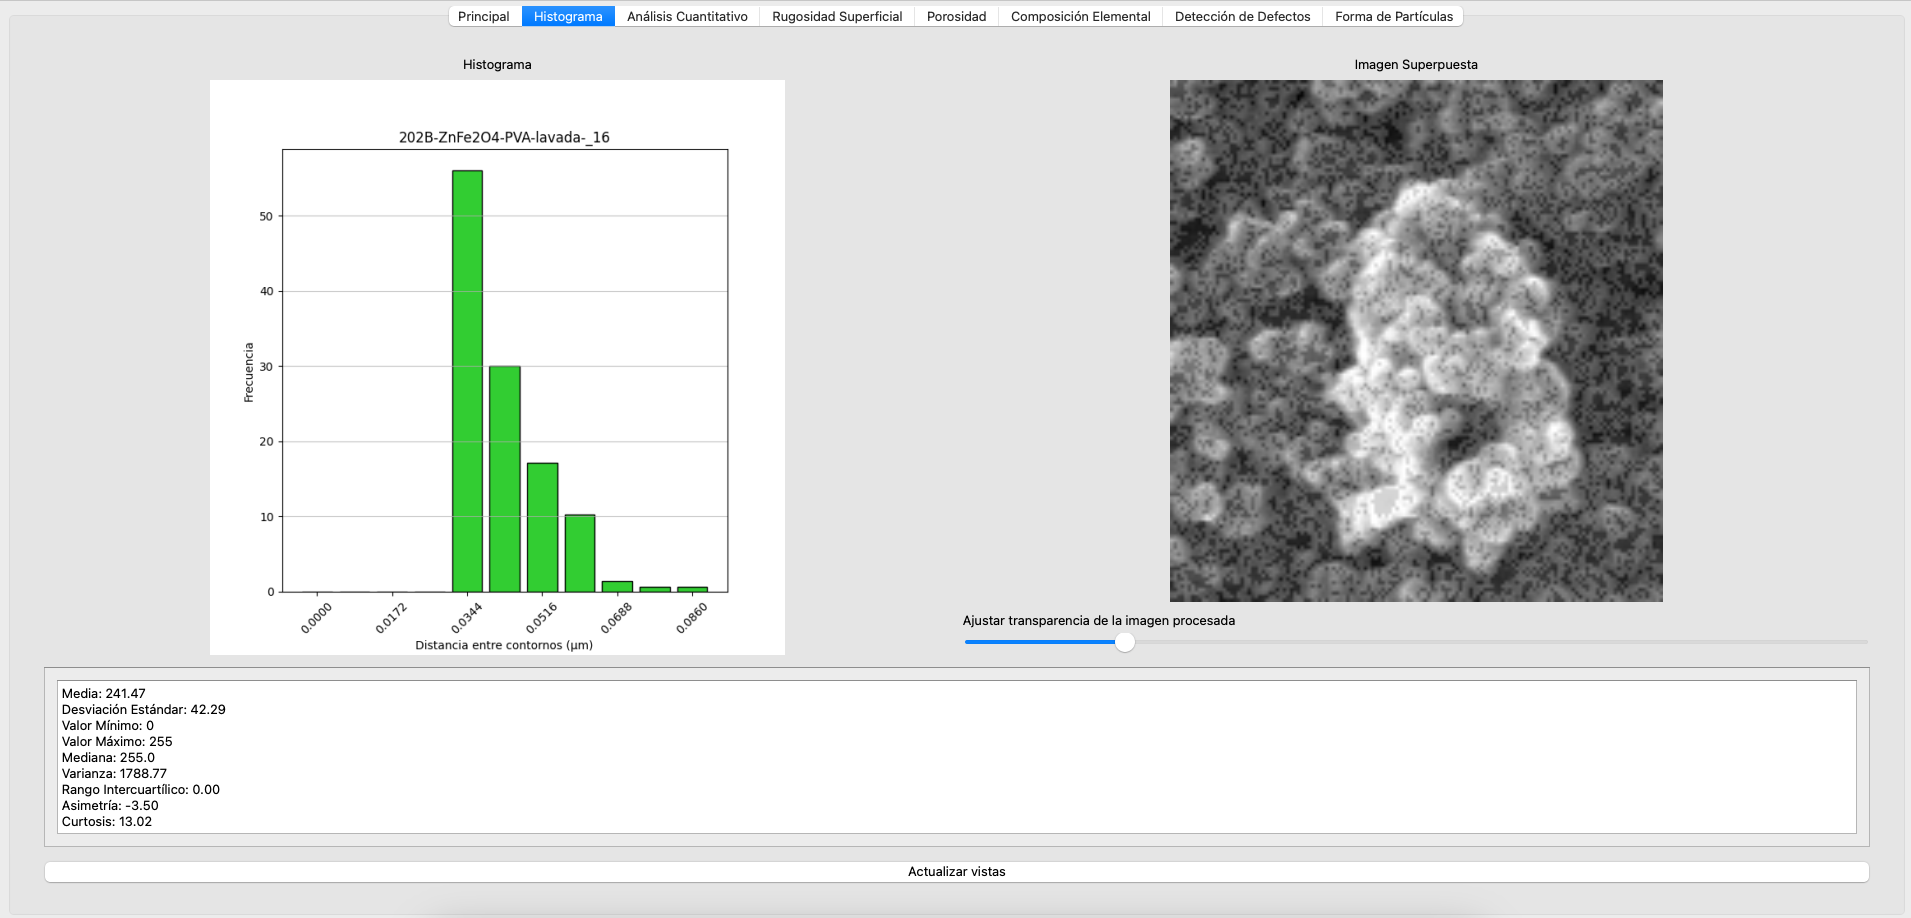 Principal Histograma Análisis Cuantitativo Rugosidad Superficial Porosidad Composición Elemental Detección de Defectos Forma de Partículas
Histograma
202B-ZnFe2O4-PVA-lavada-_16
50
40
30
20
10
0
Frecuencia
0.0000 0.0172 0.0344 0.0516 0.0688 0.0860
Distancia entre contornos (μm)
Imagen Superpuesta
Ajustar transparencia de la imagen procesada
Media: 241.47
Desviación Estándar: 42.29
Valor Mínimo: 0
Valor Máximo: 255
Mediana: 255.0
Varianza: 1788.77
Rango Intercuartílico: 0.00
Asimetría: -3.50
Curtosis: 13.02
Actualizar vistas